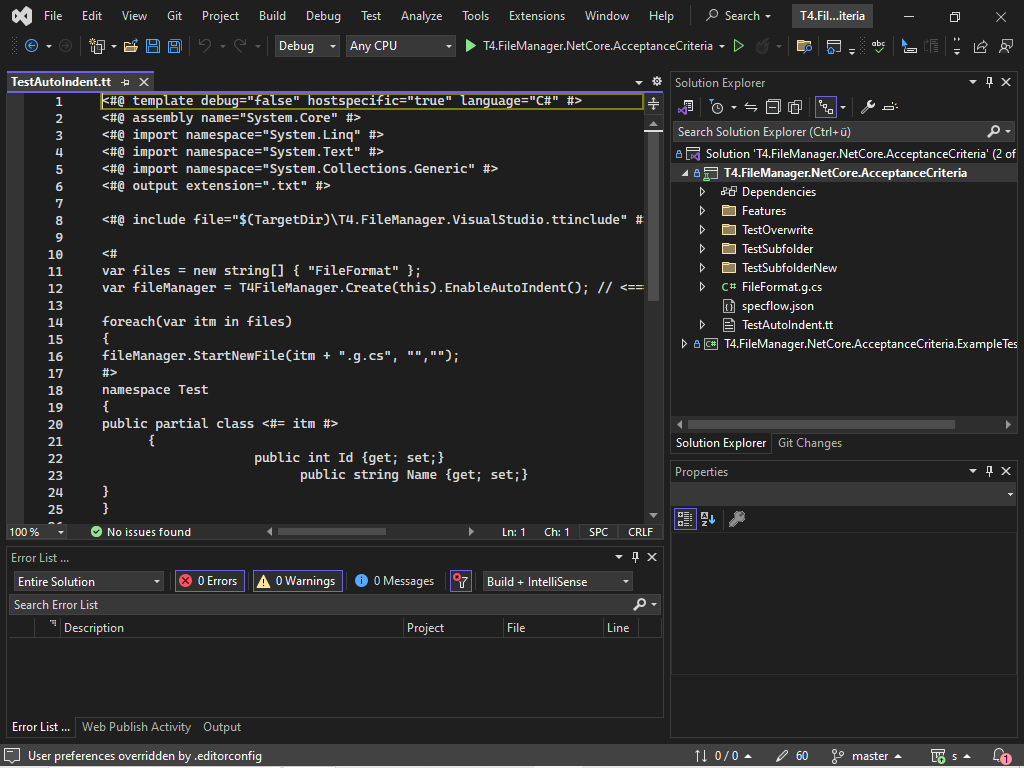 File Edit View Git Project Build Debug Test Analyze Tools Extensions Window Help Search T4.Fil...iteria
Debug Any CPU T4.FileManager.NetCore.AcceptanceCriteria
TestAutoIndent.tt
1 <#@ template debug="false" hostspecific="true" language="C#" #>
2 <#@ assembly name="System.Core" #>
3 <#@ import namespace="System.Linq" #>
4 <#@ import namespace="System.Text" #>
5 <#@ import namespace="System.Collections.Generic" #>
6 <#@ output extension=".txt" #>
7
8 <#@ include file="$(TargetDir)\T4.FileManager.VisualStudio.ttinclude" #
9
10 <#
11 var files = new string[] { "FileFormat" };
12 var fileManager = T4FileManager.Create(this).EnableAutoIndent(); // <==
13
14 foreach(var itm in files)
15 {
16 fileManager.StartNewFile(itm + ".g.cs", "","");
17 #>
18 namespace Test
19 {
20 public partial class <#= itm #>
21 {
22 public int Id {get; set;}
23 public string Name {get; set;}
24 }
25 }
100 % No issues found Ln: 1 Ch: 1 SPC CRLF
Error List ...
Entire Solution 0 Errors 0 Warnings 0 Messages Build + IntelliSense
Search Error List
Description Project File Line
Error List ... Web Publish Activity Output
Solution Explorer
Search Solution Explorer (Ctrl+ü)
Solution 'T4.FileManager.NetCore.AcceptanceCriteria' (2 of
T4.FileManager.NetCore.AcceptanceCriteria
Dependencies
Features
TestOverwrite
TestSubfolder
TestSubfolderNew
C# FileFormat.g.cs
specflow.json
TestAutoIndent.tt
C# T4.FileManager.NetCore.AcceptanceCriteria.ExampleTes
Solution Explorer Git Changes
Properties
User preferences overridden by .editorconfig 0 / 0 60 master s 1